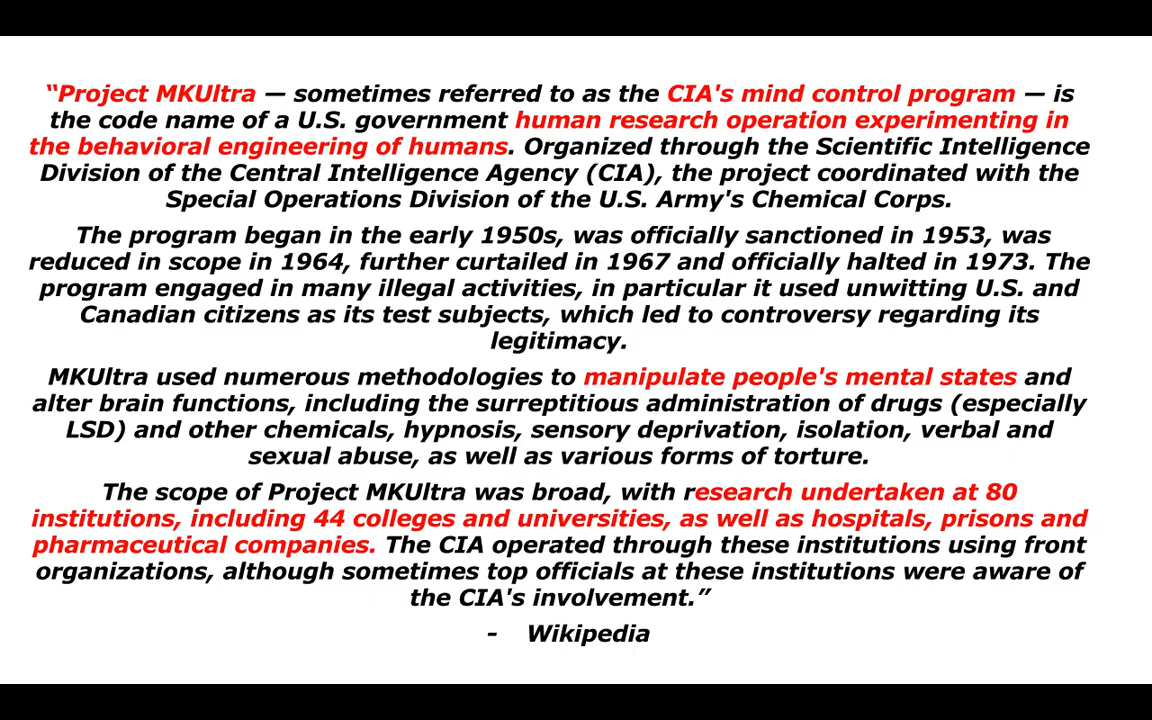 “Project MKUltra — sometimes referred to as the CIA's mind control program — is
the code name of a U.S. government human research operation experimenting in
the behavioral engineering of humans. Organized through the Scientific Intelligence
Division of the Central Intelligence Agency (CIA), the project coordinated with the
Special Operations Division of the U.S. Army's Chemical Corps.
The program began in the early 1950s, was officially sanctioned in 1953, was
reduced in scope in 1964, further curtailed in 1967 and officially halted in 1973. The
program engaged in many illegal activities, in particular it used unwitting U.S. and
Canadian citizens as its test subjects, which led to controversy regarding its
legitimacy.
MKUltra used numerous methodologies to manipulate people's mental states and
alter brain functions, including the surreptitious administration of drugs (especially
LSD) and other chemicals, hypnosis, sensory deprivation, isolation, verbal and
sexual abuse, as well as various forms of torture.
The scope of Project MKUltra was broad, with research undertaken at 80
institutions, including 44 colleges and universities, as well as hospitals, prisons and
pharmaceutical companies. The CIA operated through these institutions using front
organizations, although sometimes top officials at these institutions were aware of
the CIA's involvement.”
- Wikipedia